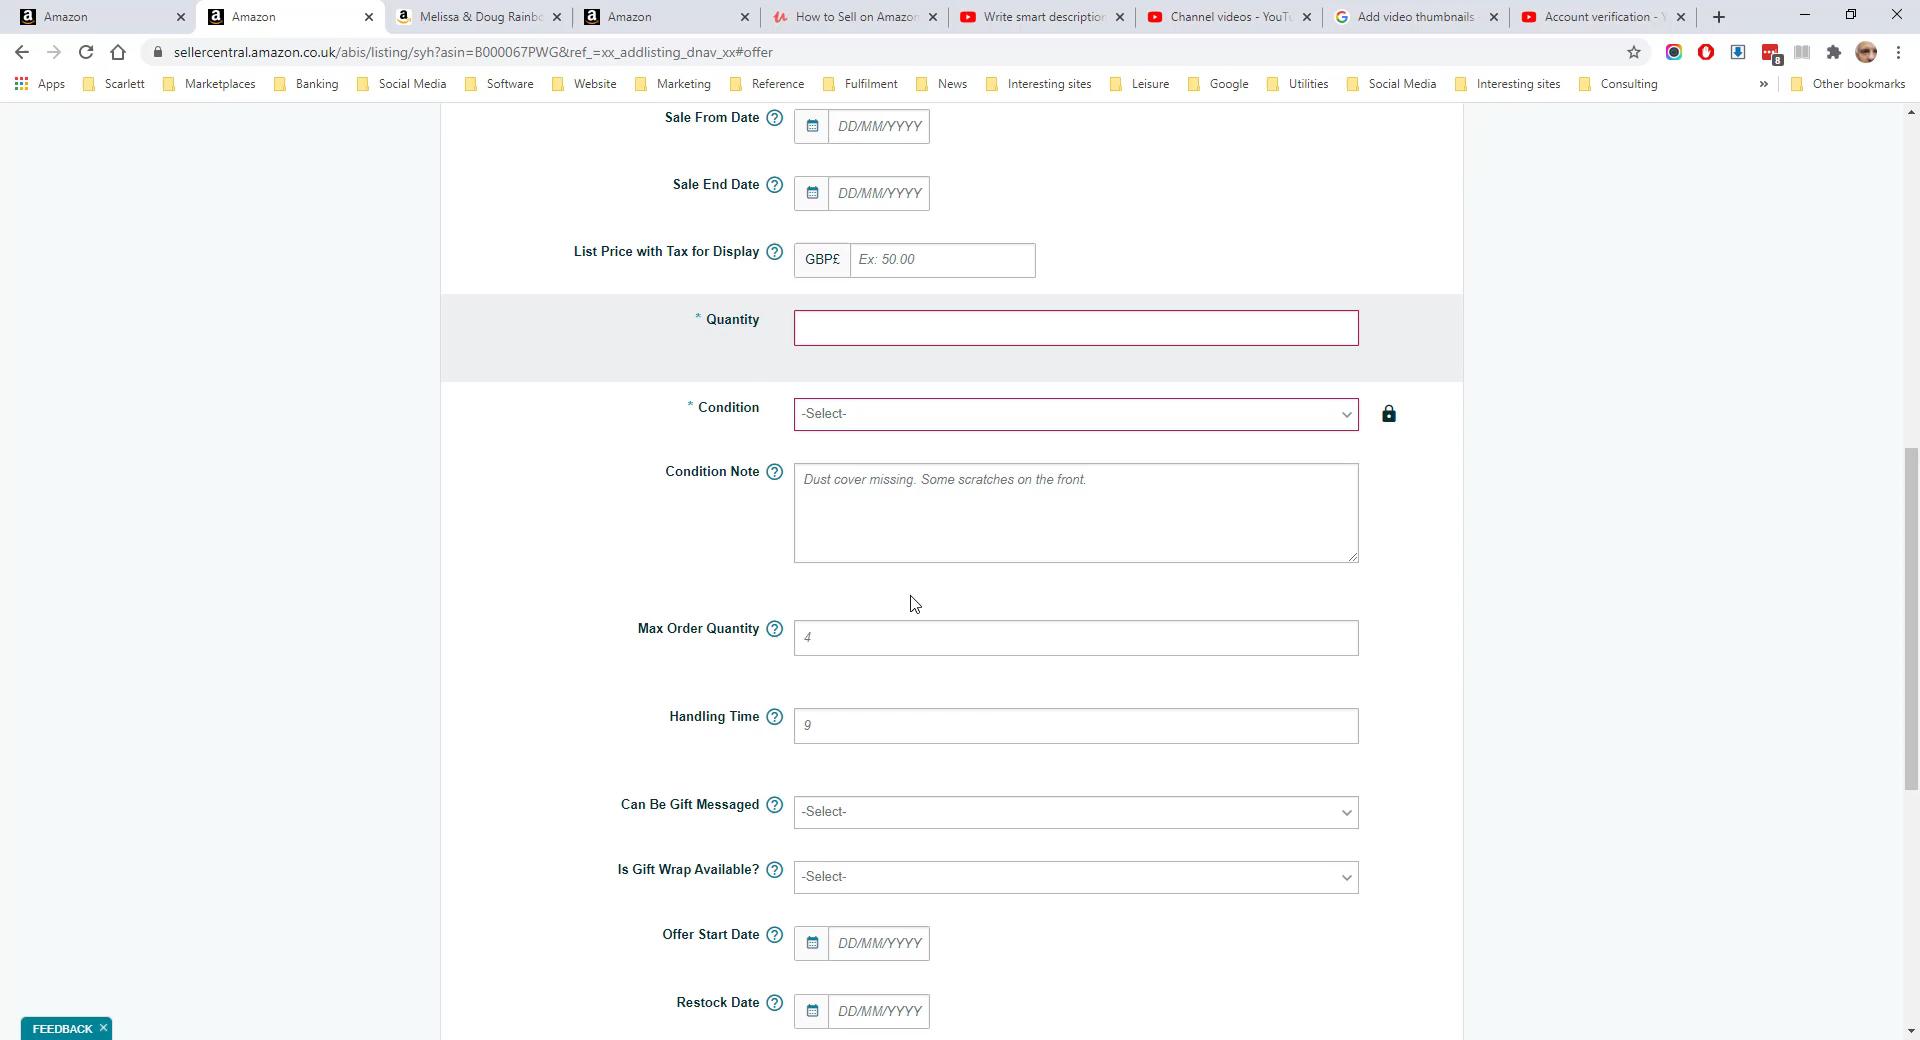 Amazon
Amazon
Melissa & Doug Rainbo
Amazon
How to Sell on Amazon
Write smart description
Channel videos - YouTu
Add video thumbnails
Account verification - Y
sellercentral.amazon.co.uk/abis/listing/syh?asin=B000067PWG&ref_=xx_addlisting_dnav_xx#offer
8
Apps
Scarlett
Marketplaces
Banking
Social Media
Software
Website
Marketing
Reference
Fulfilment
News
Interesting sites
Leisure
Google
Utilities
Social Media
Interesting sites
Consulting
»
Other bookmarks
Sale From Date ? DD/MM/YYYY
Sale End Date ? DD/MM/YYYY
List Price with Tax for Display ? GBP£ Ex: 50.00
* Quantity
* Condition -Select-
Condition Note ? Dust cover missing. Some scratches on the front.
Max Order Quantity ? 4
Handling Time ? 9
Can Be Gift Messaged ? -Select-
Is Gift Wrap Available? ? -Select-
Offer Start Date ? DD/MM/YYYY
Restock Date ? DD/MM/YYYY
FEEDBACK ×